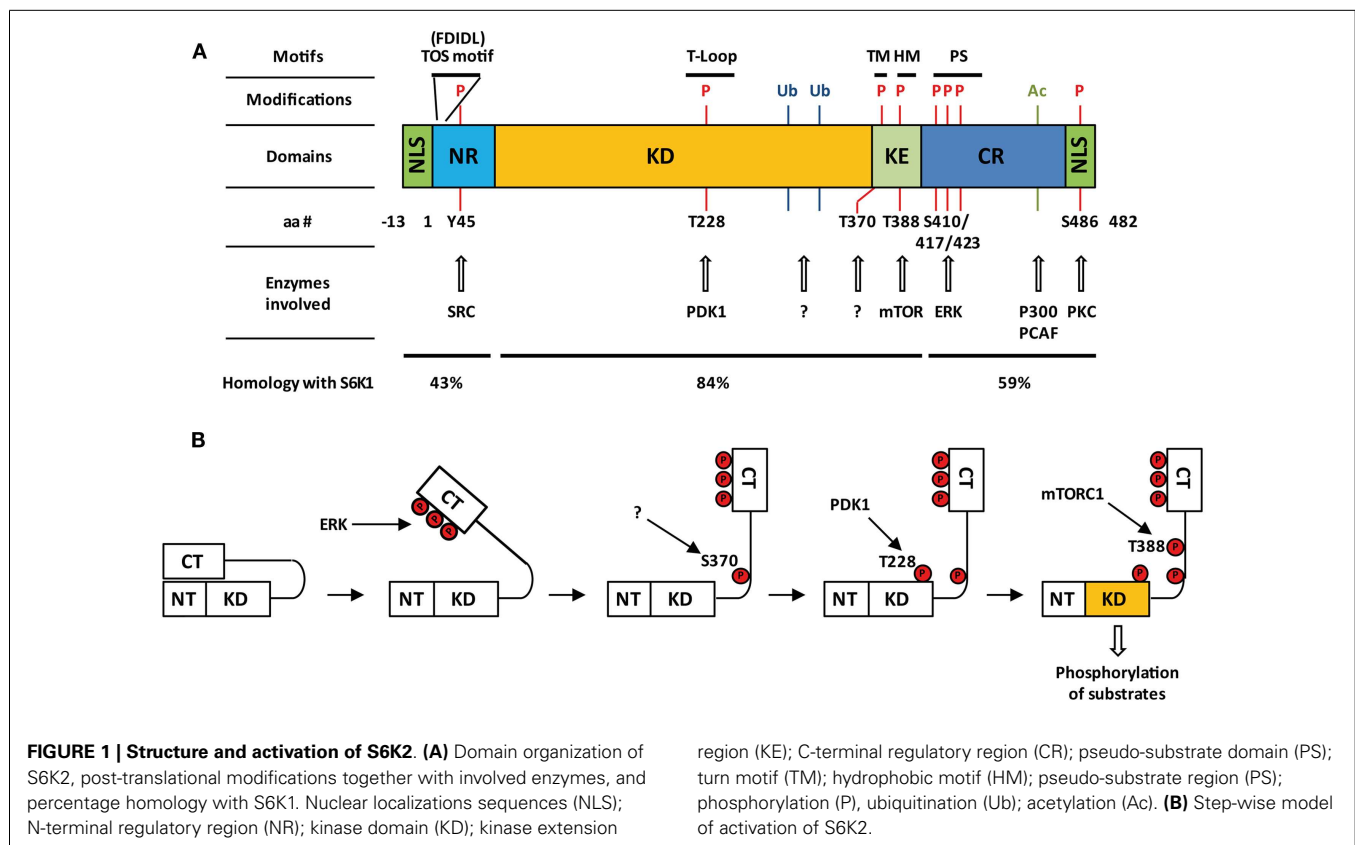 A
Motifs
(FDIDL)
TOS motif
T-Loop
TM HM PS
Modifications
P P Ub Ub P P P P P Ac P
Domains
NLS NR KD KE CR NLS
aa # -13 1 Y45 T228 T370 T388 S410/ S486 482
417/423
Enzymes
involved
SRC PDK1 ? ? mTOR ERK P300 PKC
PCAF
Homology with S6K1 43% 84% 59%
B
ERK
CT
NT KD
P P P
CT
NT KD
?
S370
P P P
CT
P
NT KD
PDK1
T228
P P P
CT
P P
NT KD
mTORC1
T388
P P P
CT
P P P
NT KD
Phosphorylation
of substrates
FIGURE 1 | Structure and activation of S6K2. (A) Domain organization of
S6K2, post-translational modifications together with involved enzymes, and
percentage homology with S6K1. Nuclear localizations sequences (NLS);
N-terminal regulatory region (NR); kinase domain (KD); kinase extension
region (KE); C-terminal regulatory region (CR); pseudo-substrate domain (PS);
turn motif (TM); hydrophobic motif (HM); pseudo-substrate region (PS);
phosphorylation (P), ubiquitination (Ub); acetylation (Ac). (B) Step-wise model
of activation of S6K2.